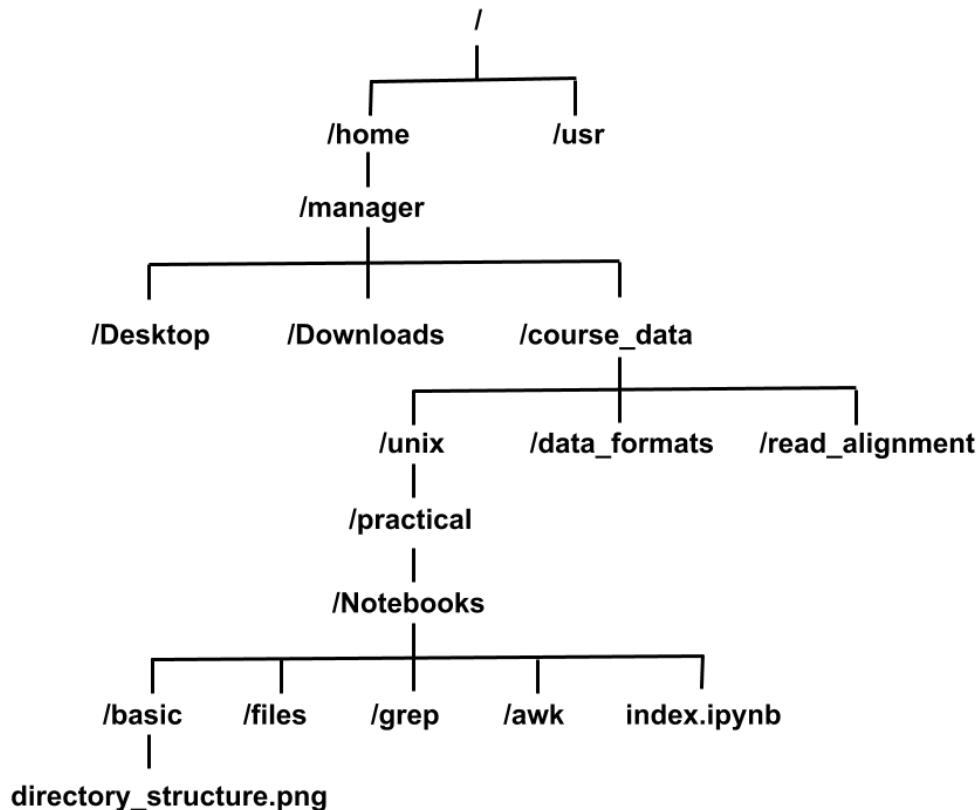 /
/home /usr
/manager
/Desktop /Downloads /course_data
/unix /data_formats /read_alignment
/practical
/Notebooks
/basic /files /grep /awk index.ipynb
directory_structure.png